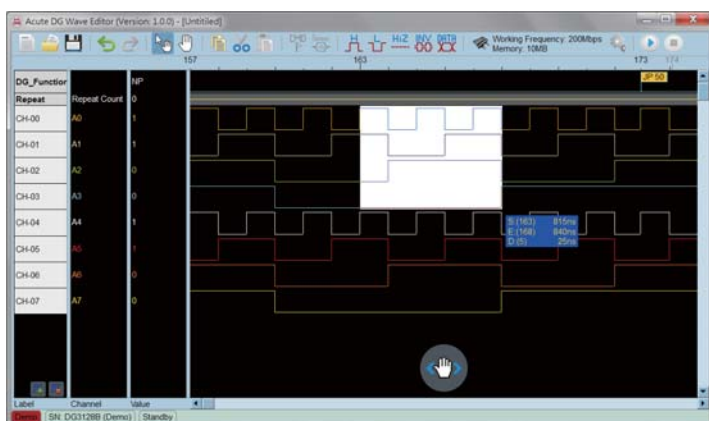 Acute DG Wave Editor (Version: 1.0.0) - [Untitled]
H L HiZ INV DATA Working Frequency: 200Mbps
Memory: 10MB
157 163 173 174
DG_Function NP JP 50
Repeat Repeat Count 0
CH-00 A0 1
CH-01 A1 1
CH-02 A2 0
CH-03 A3 0
CH-04 A4 1
S:(163) 815ns
E:(168) 840ns
D:(5) 25ns
CH-05 A5 1
CH-06 A6 0
CH-07 A7 0
Label Channel Value
Demo SN: DG3128B (Demo) Standby